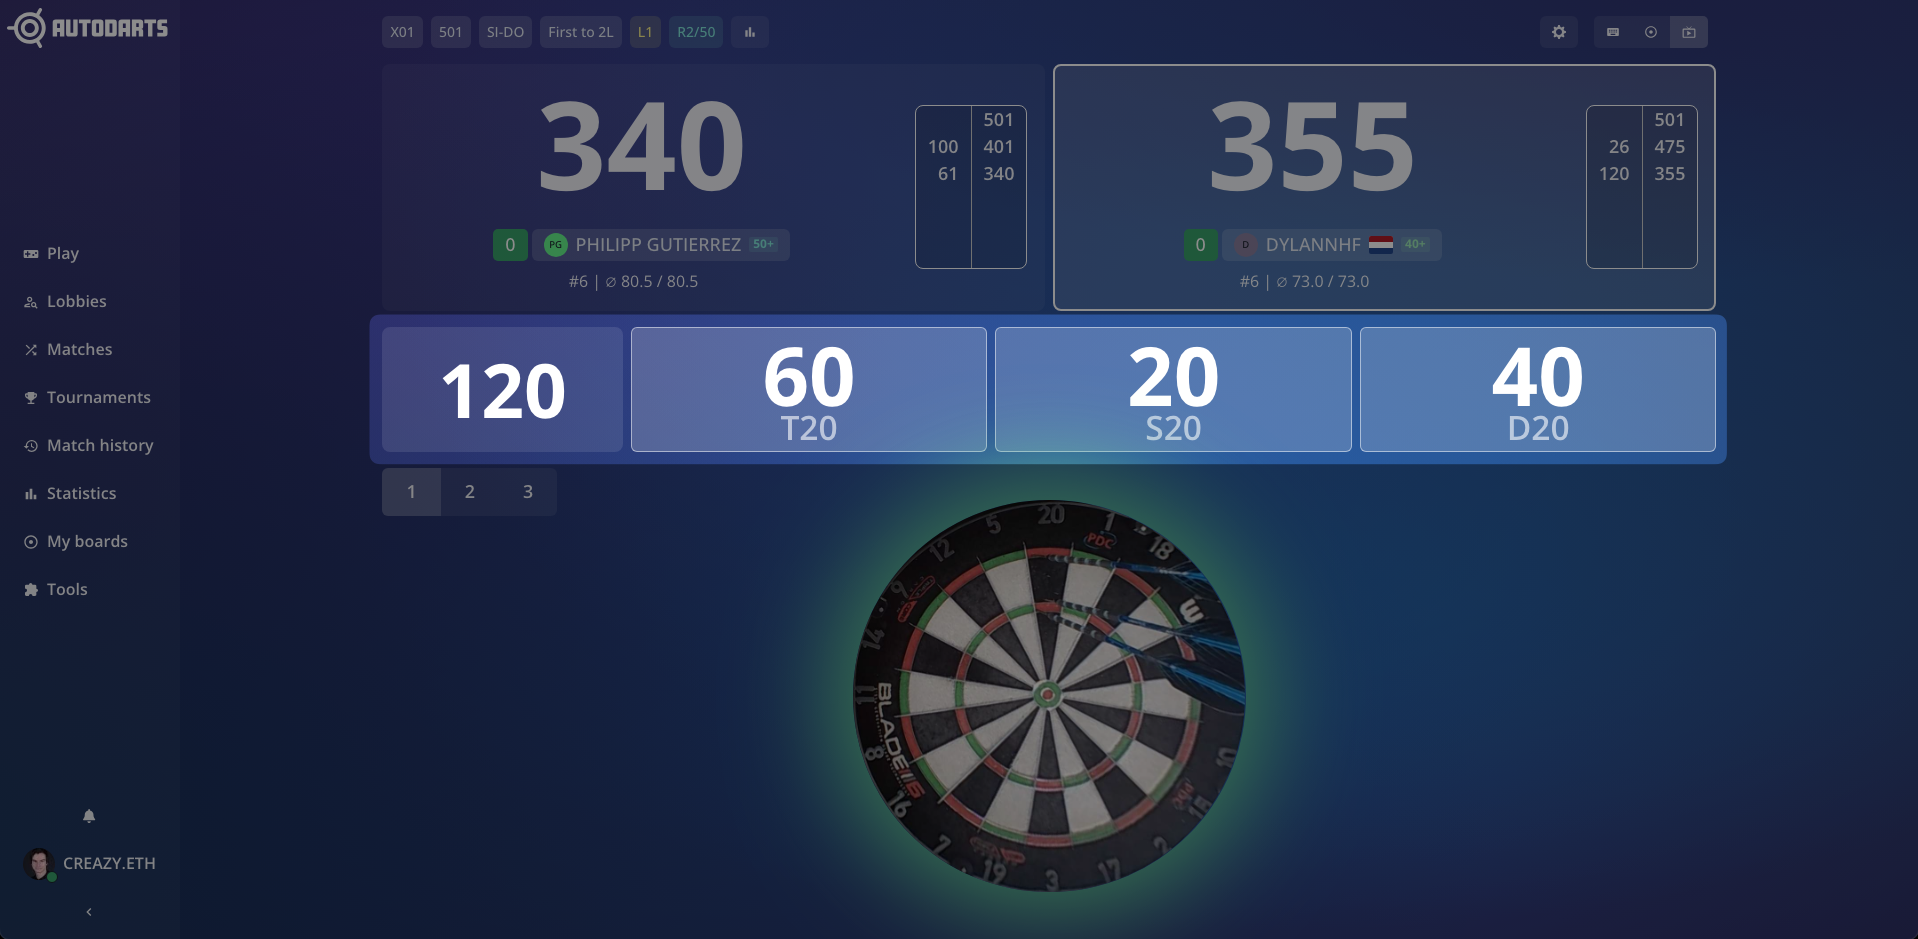 AUTODARTS
X01 501 SI-DO First to 2L L1 R2/50
340
501
100 401
61 340
0 PG PHILIPP GUTIERREZ 50+
#6 | ∅ 80.5 / 80.5
355
501
26 475
120 355
0 D DYLANNHF 40+
#6 | ∅ 73.0 / 73.0
120
60
T20
20
S20
40
D20
1 2 3
Play
Lobbies
Matches
Tournaments
Match history
Statistics
My boards
Tools
CREAZY.ETH
20
1
18
PDC
5
12
9
14
11
8
16
7
19
3
17
2
15
10
BLADE